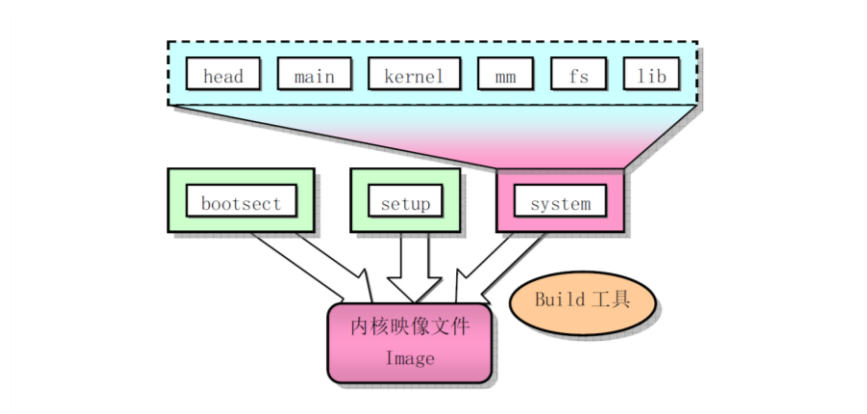 head main kernel mm fs lib
bootsect setup system
Build 工具
内核映像文件
Image